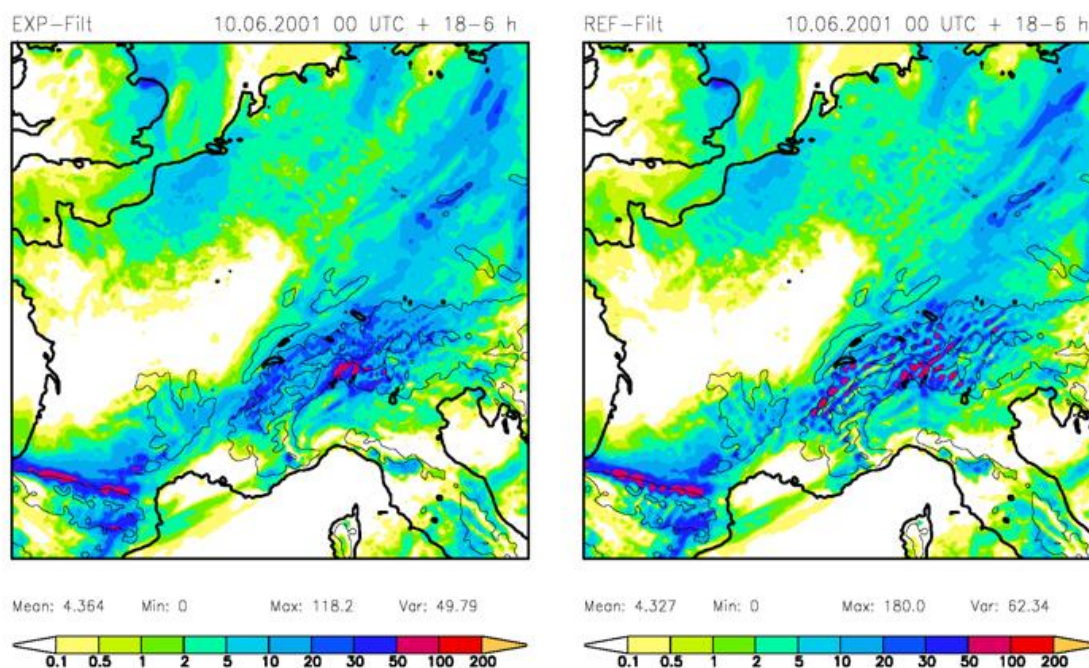 EXP-Filt 10.06.2001 00 UTC + 18-6 h
REF-Filt 10.06.2001 00 UTC + 18-6 h
Mean: 4.364 Min: 0 Max: 118.2 Var: 49.79
Mean: 4.327 Min: 0 Max: 180.0 Var: 62.34
0.1 0.5 1 2 5 10 20 30 50 100 200
0.1 0.5 1 2 5 10 20 30 50 100 200